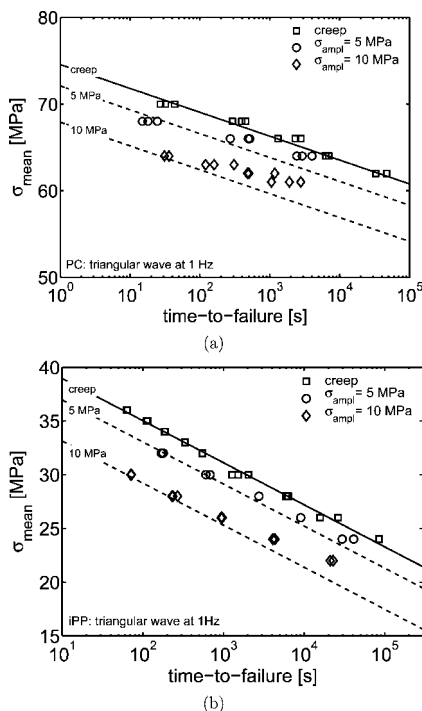 70
80
60
50
σmean [MPa]
creep
σampl= 5 MPa
σampl= 10 MPa
creep
5 MPa
10 MPa
PC: triangular wave at 1 Hz
10^0
10^1
10^2
10^3
10^4
10^5
time−to−failure [s]
(a)
40
35
30
25
20
15
σmean [MPa]
creep
σampl= 5 MPa
σampl= 10 MPa
creep
5 MPa
10 MPa
iPP: triangular wave at 1Hz
10^1
10^2
10^3
10^4
10^5
time−to−failure [s]
(b)